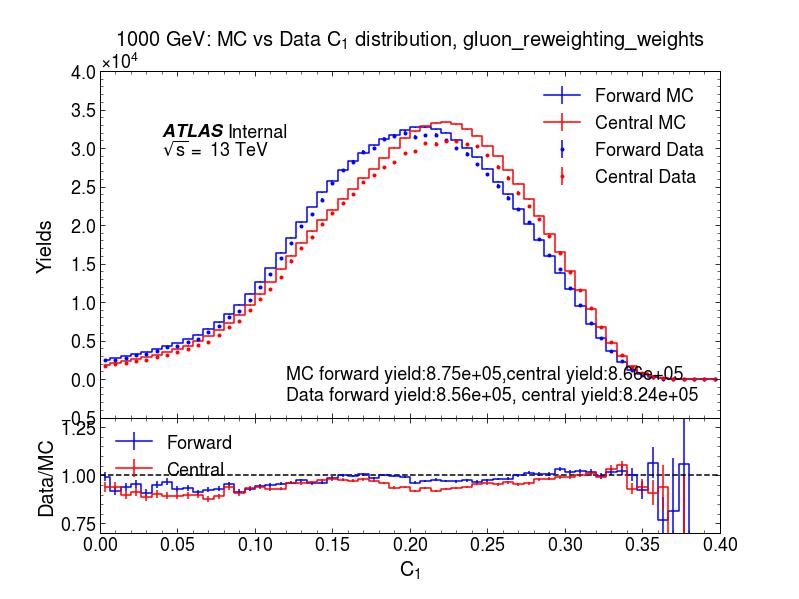 1000 GeV: MC vs Data C₁ distribution, gluon_reweighting_weights
×10⁴
4.0
3.5
3.0
2.5
2.0
1.5
1.0
0.5
0.0
0.5
Yields
ATLAS Internal
√s = 13 TeV
Forward MC
Central MC
Forward Data
Central Data
MC forward yield:8.75e+05,central yield:8.66e+05
Data forward yield:8.56e+05, central yield:8.24e+05
1.25
1.00
0.75
Data/MC
Forward
Central
0.00 0.05 0.10 0.15 0.20 0.25 0.30 0.35 0.40
C₁